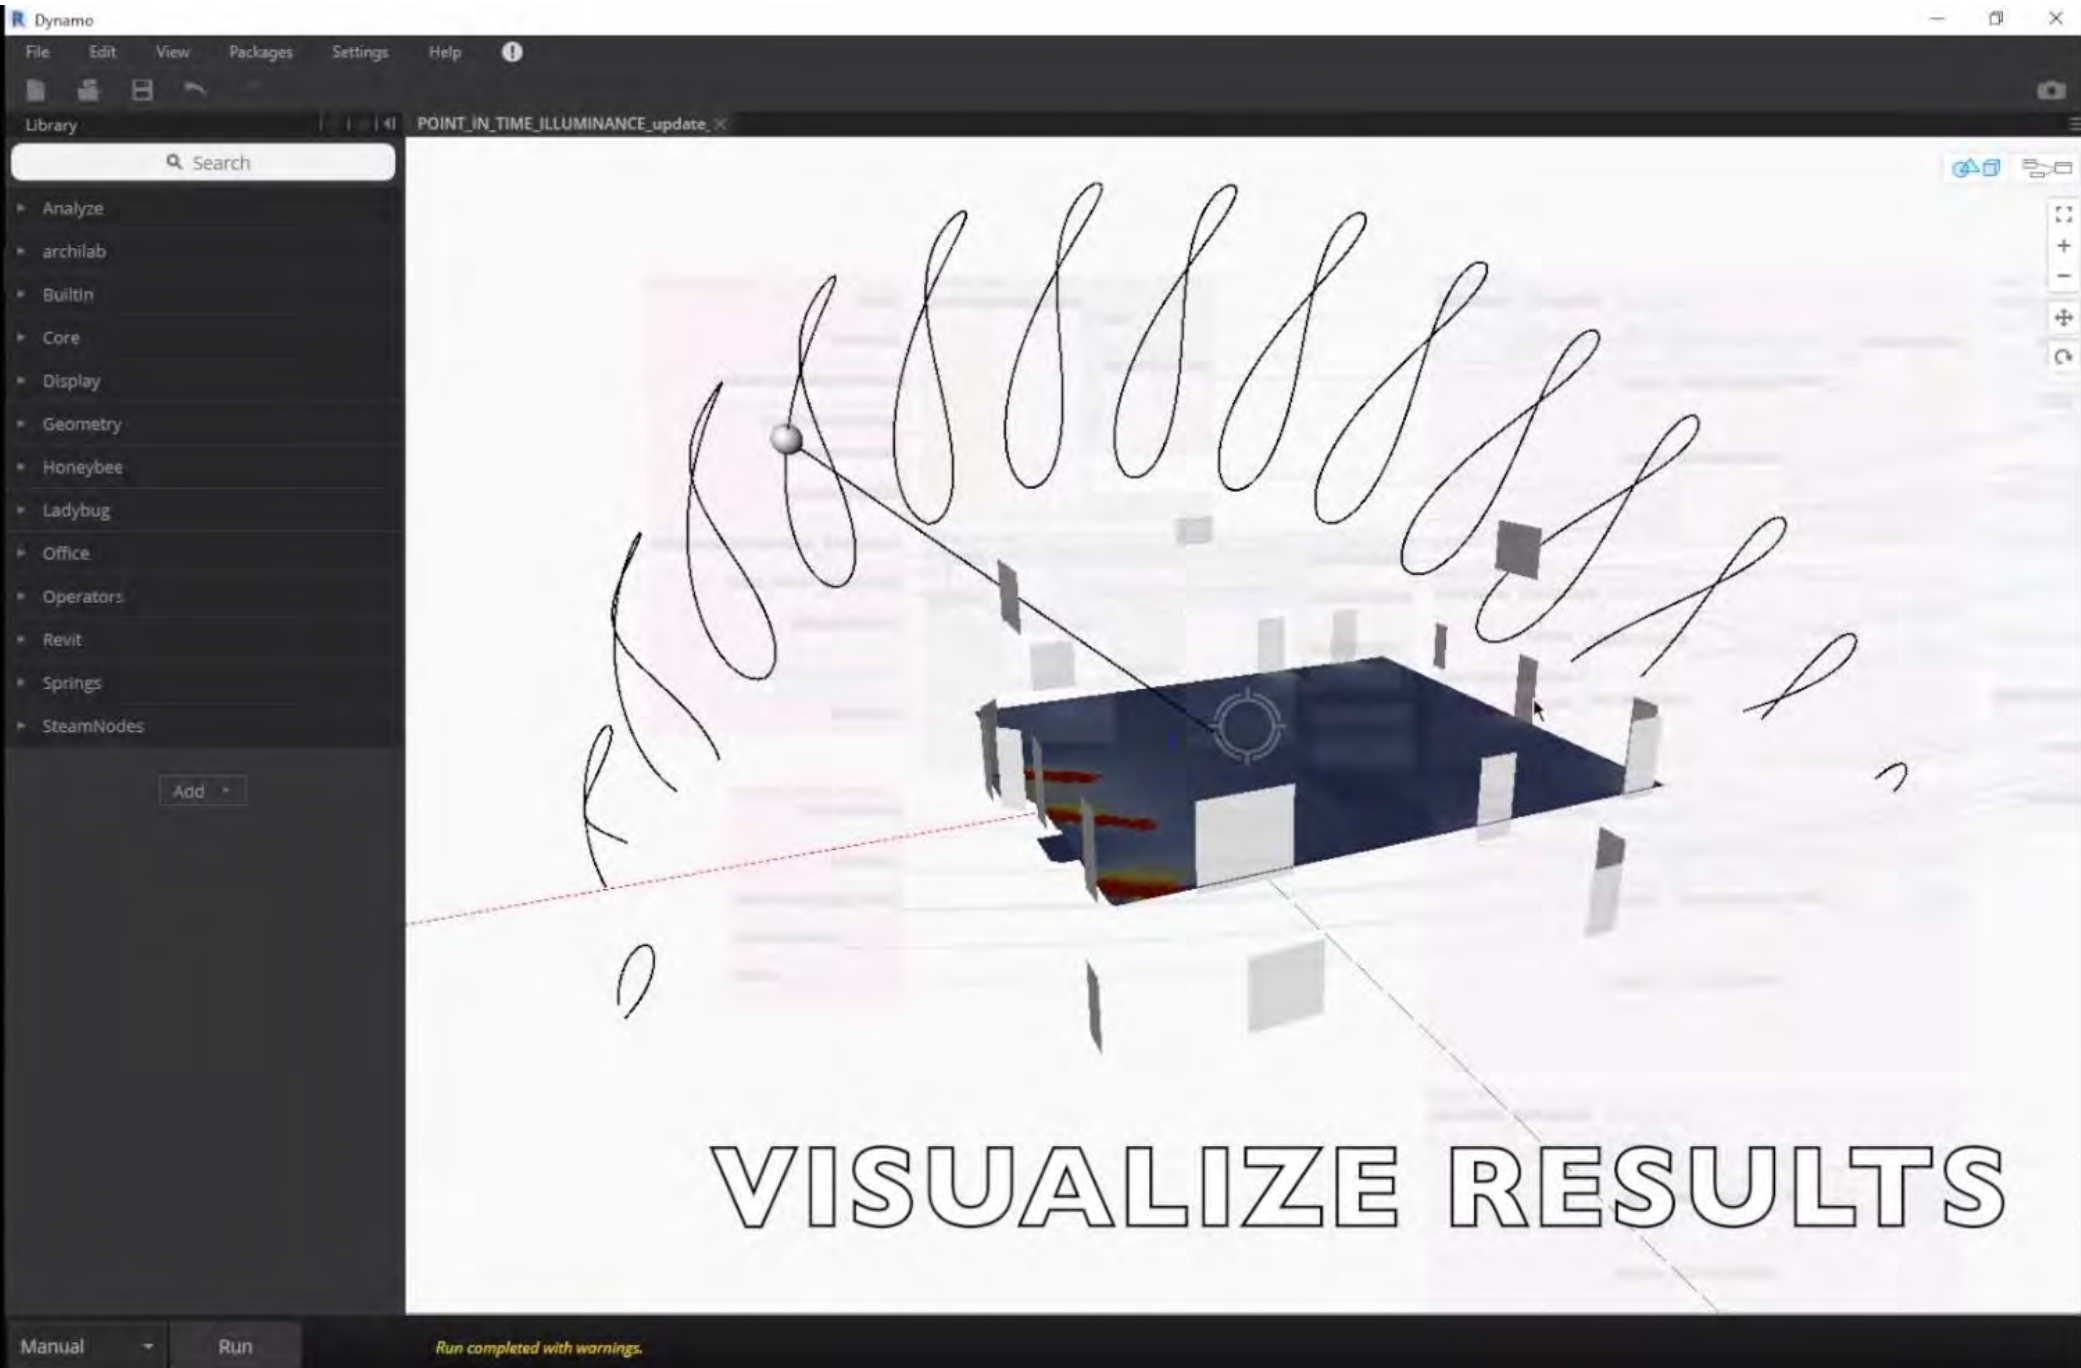 Dynamo
File Edit View Packages Settings Help
Library
POINT_IN_TIME_ILLUMINANCE_update_
Search
Analyze
archilab
BuiltIn
Core
Display
Geometry
Honeybee
Ladybug
Office
Operators
Revit
Springs
SteamNodes
Add
VISUALIZE RESULTS
Manual
Run
Run completed with warnings.